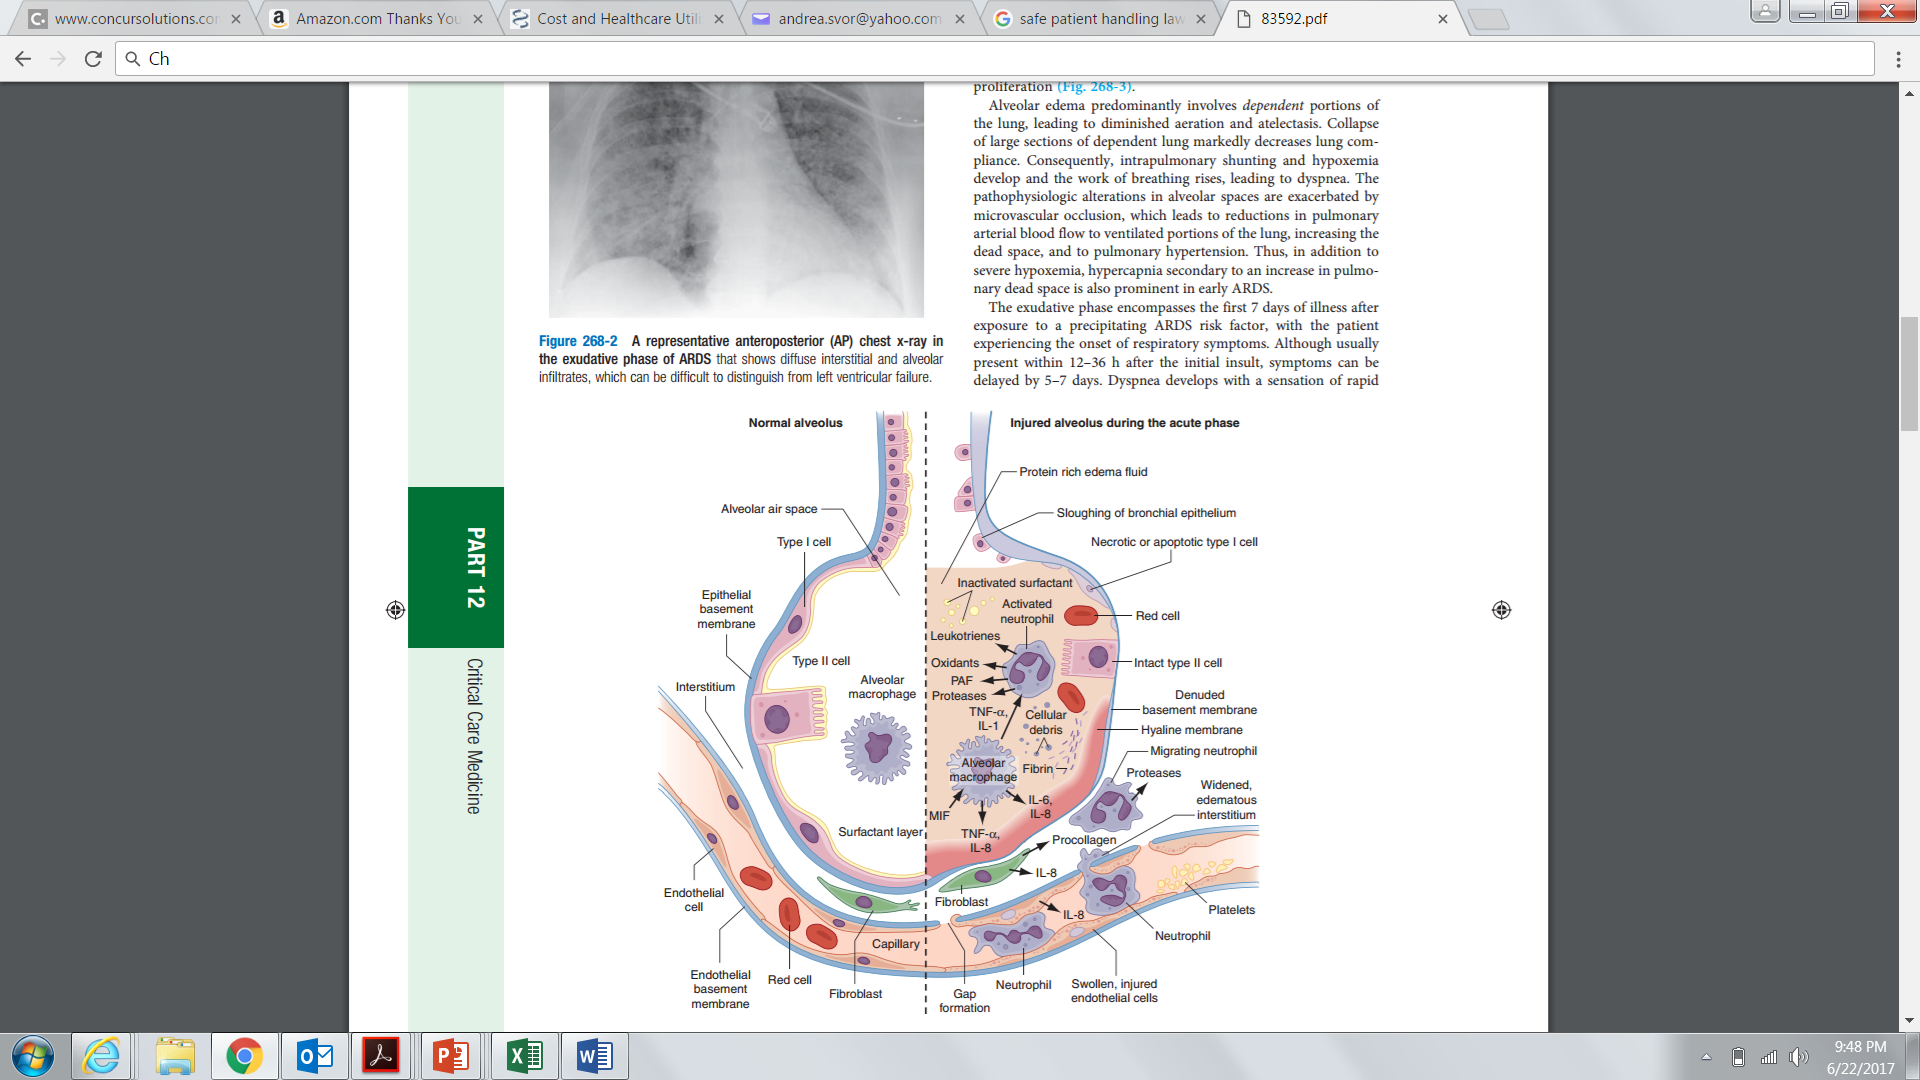 www.concursolutions.co
Amazon.com Thanks You
Cost and Healthcare Utili
andrea.svor@yahoo.com
safe patient handling law
83592.pdf
Ch
proliferation (Fig. 268-3).
Alveolar edema predominantly involves dependent portions of
the lung, leading to diminished aeration and atelectasis. Collapse
of large sections of dependent lung markedly decreases lung com-
pliance. Consequently, intrapulmonary shunting and hypoxemia
develop and the work of breathing rises, leading to dyspnea. The
pathophysiologic alterations in alveolar spaces are exacerbated by
microvascular occlusion, which leads to reductions in pulmonary
arterial blood flow to ventilated portions of the lung, increasing the
dead space, and to pulmonary hypertension. Thus, in addition to
severe hypoxemia, hypercapnia secondary to an increase in pulmo-
nary dead space is also prominent in early ARDS.
The exudative phase encompasses the first 7 days of illness after
exposure to a precipitating ARDS risk factor, with the patient
experiencing the onset of respiratory symptoms. Although usually
present within 12–36 h after the initial insult, symptoms can be
delayed by 5–7 days. Dyspnea develops with a sensation of rapid
Figure 268-2 A representative anteroposterior (AP) chest x-ray in
the exudative phase of ARDS that shows diffuse interstitial and alveolar
infiltrates, which can be difficult to distinguish from left ventricular failure.
PART 12
Critical Care Medicine
Normal alveolus
Alveolar air space
Type I cell
Epithelial
basement
membrane
Type II cell
Interstitium
Alveolar
macrophage
Surfactant layer
Endothelial
cell
Capillary
Endothelial
basement
membrane
Red cell
Fibroblast
Injured alveolus during the acute phase
Protein rich edema fluid
Sloughing of bronchial epithelium
Necrotic or apoptotic type I cell
Inactivated surfactant
Activated
neutrophil
Red cell
Leukotrienes
Oxidants
PAF
Proteases
Intact type II cell
TNF-α,
IL-1
Cellular
debris
Denuded
basement membrane
Hyaline membrane
Migrating neutrophil
Alveolar
macrophage
Fibrin
Proteases
Widened,
edematous
interstitium
IL-6,
IL-8
MIF
TNF-α,
IL-8
Procollagen
IL-8
Fibroblast
IL-8
Platelets
Neutrophil
Gap
formation
Neutrophil
Swollen, injured
endothelial cells
9:48 PM
6/22/2017